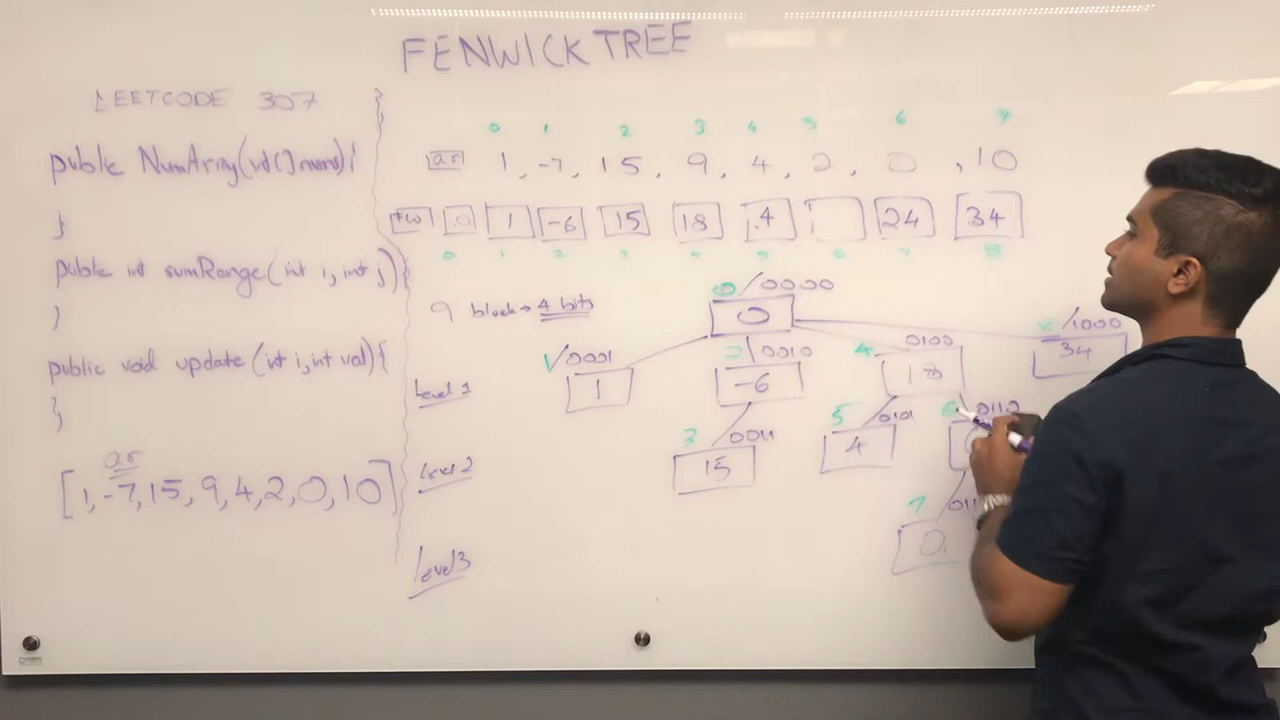 FENWICK TREE
LEETCODE 307
public NumArray(int[] nums){
}
public int sumRange(int i, int j){
}
public void update(int i, int val){
}
ar
[1,-7,15,9,4,2,0,10]
0 1 2 3 4 5 6 7
ar 1, -7, 15, 9, 4, 2, 0, 10
FW 0 1 -6 15 18 4 24 34
0 1 2 3 4 5 6 7 8
9 block → 4 bits
0/0000
0
1/0001
1
2/0010
-6
4 0100
18
8/1000
34
Level 1
3 0011
15
5 0101
4
6 0110
Level 2
7
0
Level 3